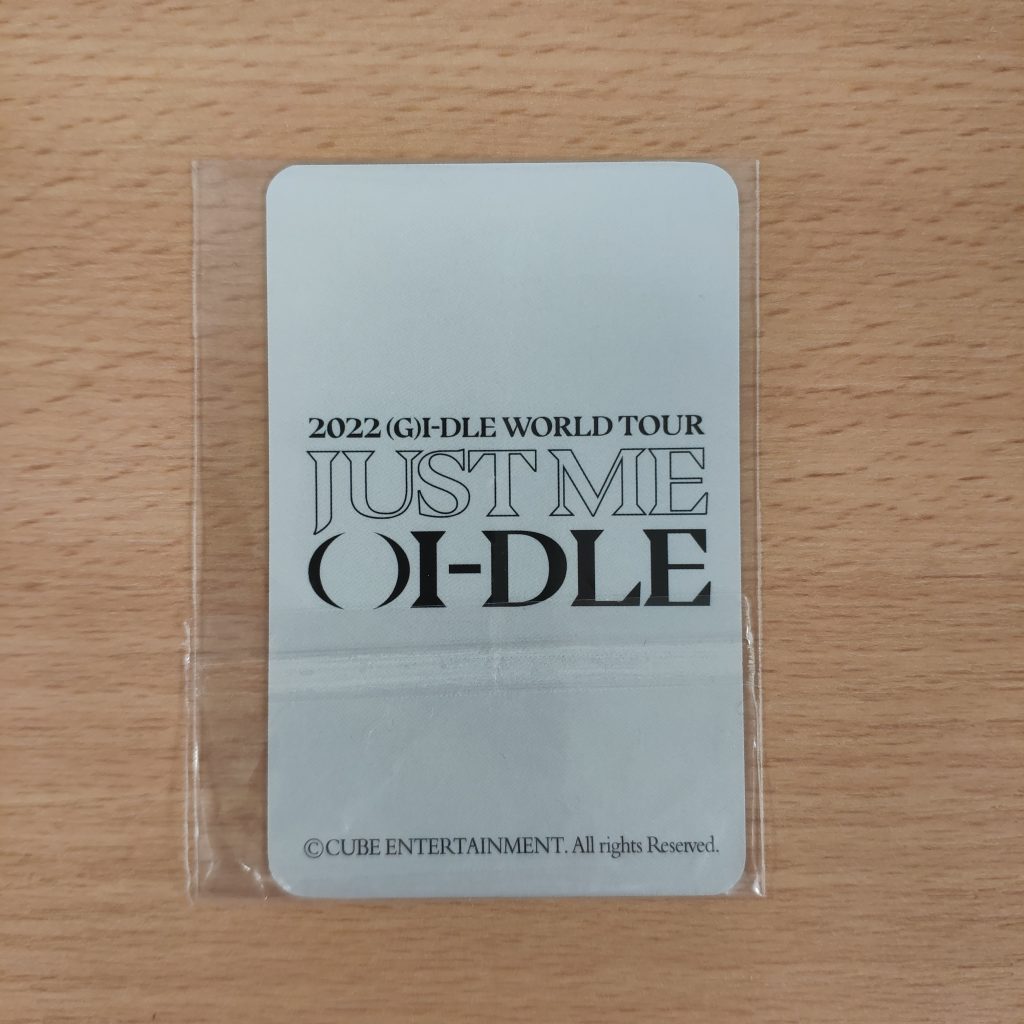 2022 (G)I-DLE WORLD TOUR
JUST ME
( )I-DLE
©CUBE ENTERTAINMENT. All rights Reserved.